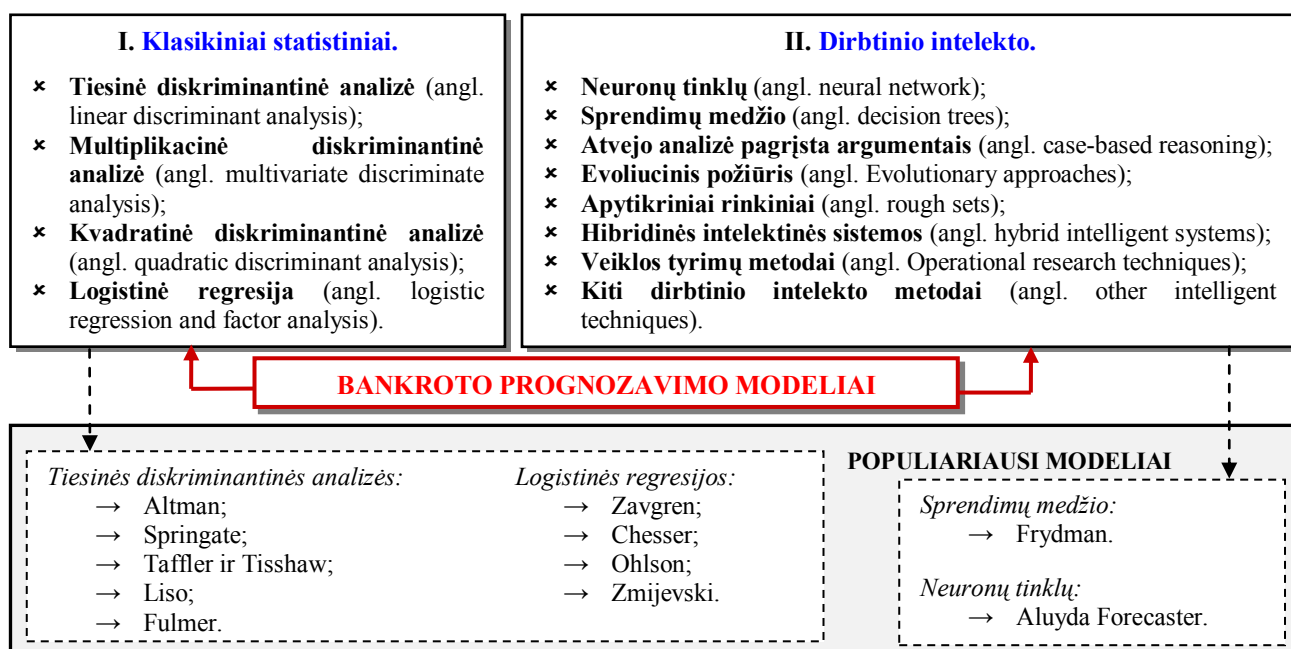 I. Klasikiniai statistiniai.
× Tiesinė diskriminantinė analizė (angl.
linear discriminant analysis);
× Multiplikacinė diskriminantinė
analizė (angl. multivariate discriminate
analysis);
× Kvadratinė diskriminantinė analizė
(angl. quadratic discriminant analysis);
× Logistinė regresija (angl. logistic
regression and factor analysis).
II. Dirbtinio intelekto.
× Neuronų tinklų (angl. neural network);
× Sprendimų medžio (angl. decision trees);
× Atvejo analizė pagrįsta argumentais (angl. case-based reasoning);
× Evoliucinis požiūris (angl. Evolutionary approaches);
× Apytikriniai rinkiniai (angl. rough sets);
× Hibridinės intelektinės sistemos (angl. hybrid intelligent systems);
× Veiklos tyrimų metodai (angl. Operational research techniques);
× Kiti dirbtinio intelekto metodai (angl. other intelligent
techniques).
BANKROTO PROGNOZAVIMO MODELIAI
POPULIARIAUSI MODELIAI
Tiesinės diskriminantinės analizės:
→ Altman;
→ Springate;
→ Taffler ir Tisshaw;
→ Liso;
→ Fulmer.
Logistinės regresijos:
→ Zavgren;
→ Chesser;
→ Ohlson;
→ Zmijevski.
Sprendimų medžio:
→ Frydman.
Neuronų tinklų:
→ Aluyda Forecaster.